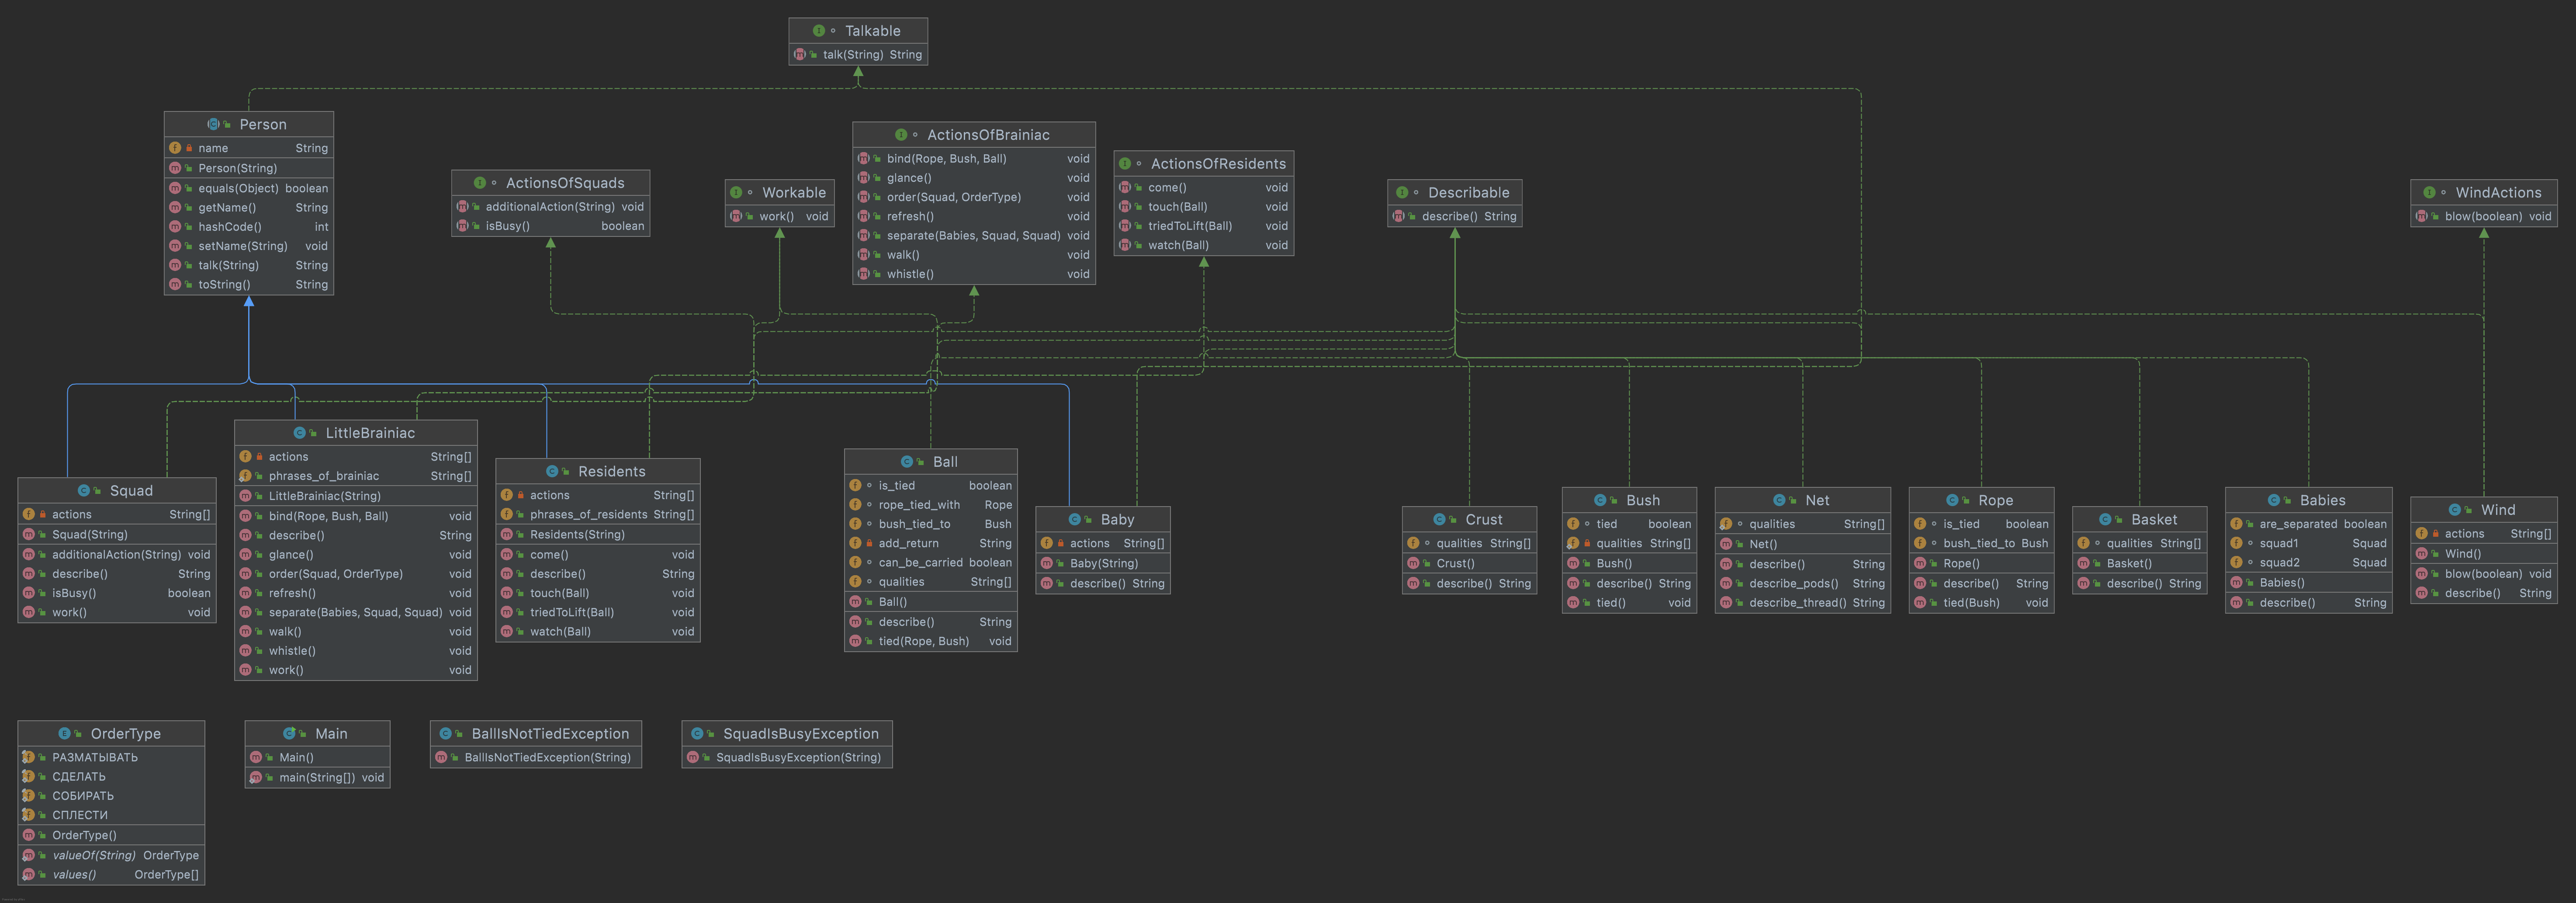 Talkable
talk(String) String
Person
name String
Person(String)
equals(Object) boolean
getName() String
hashCode() int
setName(String) void
talk(String) String
toString() String
ActionsOfSquads
additionalAction(String) void
isBusy() boolean
Workable
work() void
ActionsOfBrainiac
bind(Rope, Bush, Ball) void
glance() void
order(Squad, OrderType) void
refresh() void
separate(Babies, Squad, Squad) void
walk() void
whistle() void
ActionsOfResidents
come() void
touch(Ball) void
triedToLift(Ball) void
watch(Ball) void
Describable
describe() String
WindActions
blow(boolean) void
Squad
actions String[]
Squad(String)
additionalAction(String) void
describe() String
isBusy() boolean
work() void
LittleBrainiac
actions String[]
phrases_of_brainiac String[]
LittleBrainiac(String)
bind(Rope, Bush, Ball) void
describe() String
glance() void
order(Squad, OrderType) void
refresh() void
separate(Babies, Squad, Squad) void
walk() void
whistle() void
work() void
Residents
actions String[]
phrases_of_residents String[]
Residents(String)
come() void
describe() String
touch(Ball) void
triedToLift(Ball) void
watch(Ball) void
Ball
is_tied boolean
rope_tied_with Rope
bush_tied_to Bush
add_return String
can_be_carried boolean
qualities String[]
Ball()
describe() String
tied(Rope, Bush) void
Baby
actions String[]
Baby(String)
describe() String
Crust
qualities String[]
Crust()
describe() String
Bush
tied boolean
qualities String[]
Bush()
describe() String
tied() void
Net
qualities String[]
Net()
describe() String
describe_pods() String
describe_thread() String
Rope
is_tied boolean
bush_tied_to Bush
Rope()
describe() String
tied(Bush) void
Basket
qualities String[]
Basket()
describe() String
Babies
are_separated boolean
squad1 Squad
squad2 Squad
Babies()
describe() String
Wind
actions String[]
Wind()
blow(boolean) void
describe() String
OrderType
РАЗМАТЫВАТЬ
СДЕЛАТЬ
СОБИРАТЬ
СПЛЕСТИ
OrderType()
valueOf(String) OrderType
values() OrderType[]
Main
Main()
main(String[]) void
BallIsNotTiedException
BallIsNotTiedException(String)
SquadIsBusyException
SquadIsBusyException(String)